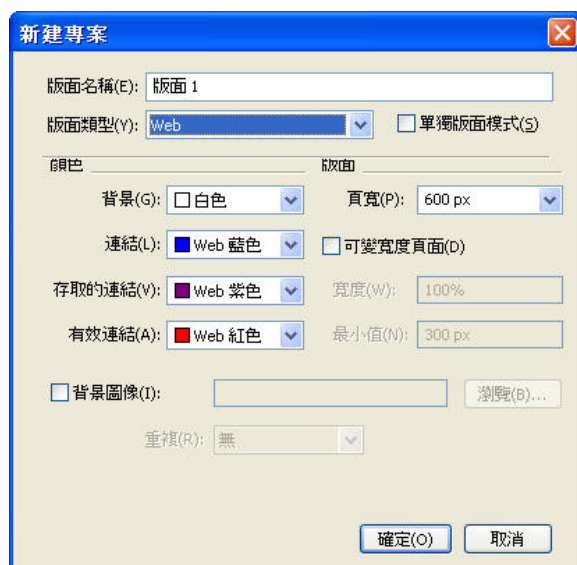 新建專案
版面名稱(E): 版面 1
版面類型(Y): Web 單獨版面模式(S)
顏色 版面
背景(G): 白色 頁寬(P): 600 px
連結(L): Web 藍色 可變寬度頁面(D)
存取的連結(V): Web 紫色 寬度(W): 100%
有效連結(A): Web 紅色 最小值(N): 300 px
背景圖像(I): 瀏覽(B)...
重複(R): 無
確定(O) 取消